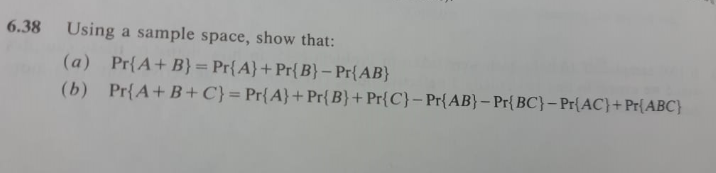 6.38 Using a sample space, show that:
(a) Pr{A + B} = Pr{A} + Pr{B} − Pr{AB}
(b) Pr{A + B + C} = Pr{A} + Pr{B} + Pr{C} − Pr{AB} − Pr{BC} − Pr{AC} + Pr{ABC}